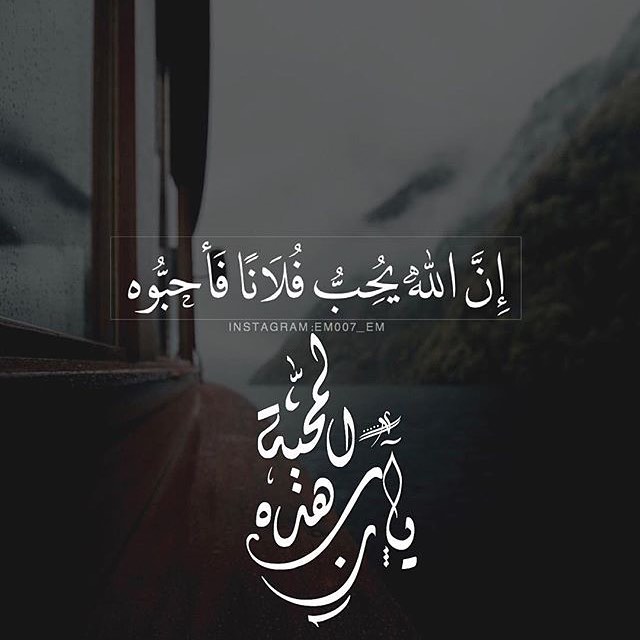 إِنَّ اللهَ يُحِبُّ فُلَانًا فَأَحِبُّوه
INSTAGRAM:EM007_EM
يارب هذه المحبة